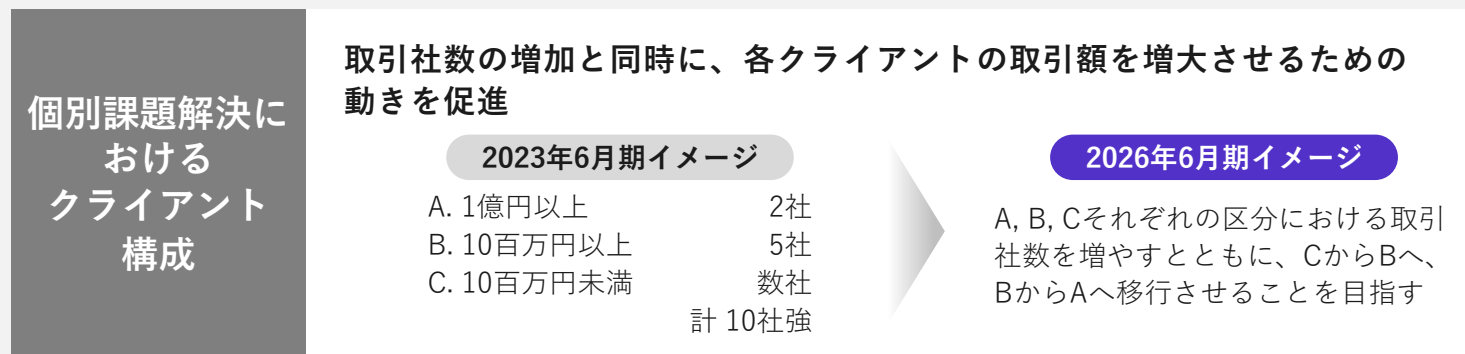 個別課題解決に
おける
クライアント
構成
取引社数の増加と同時に、各クライアントの取引額を増大させるための
動きを促進
2023年6月期イメージ
A. 1億円以上 2社
B. 10百万円以上 5社
C. 10百万円未満 数社
計 10社強
2026年6月期イメージ
A, B, Cそれぞれの区分における取引
社数を増やすとともに、CからBへ、
BからAへ移行させることを目指す